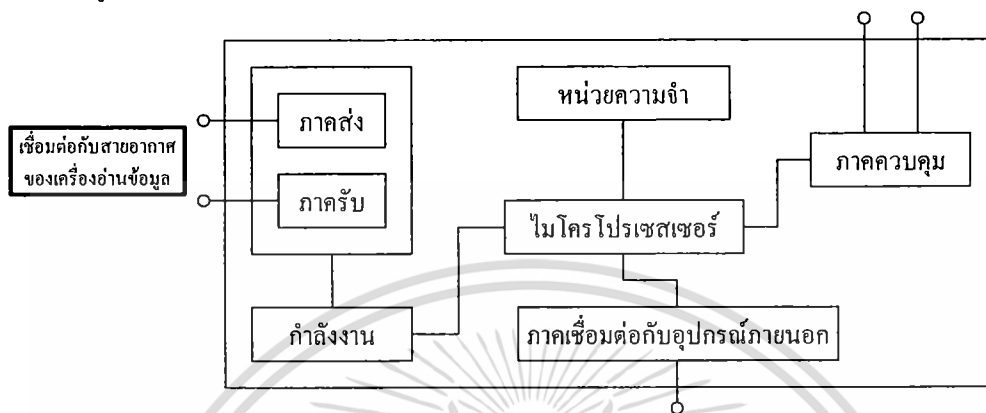 ภาคส่ง
หน่วยความจำ
เชื่อมต่อกับสายอากาศ
ของเครื่องอ่านข้อมูล
ภาคควบคุม
ภาครับ
ไมโครโปรเซสเซอร์
กำลังงาน
ภาคเชื่อมต่อกับอุปกรณ์ภายนอก